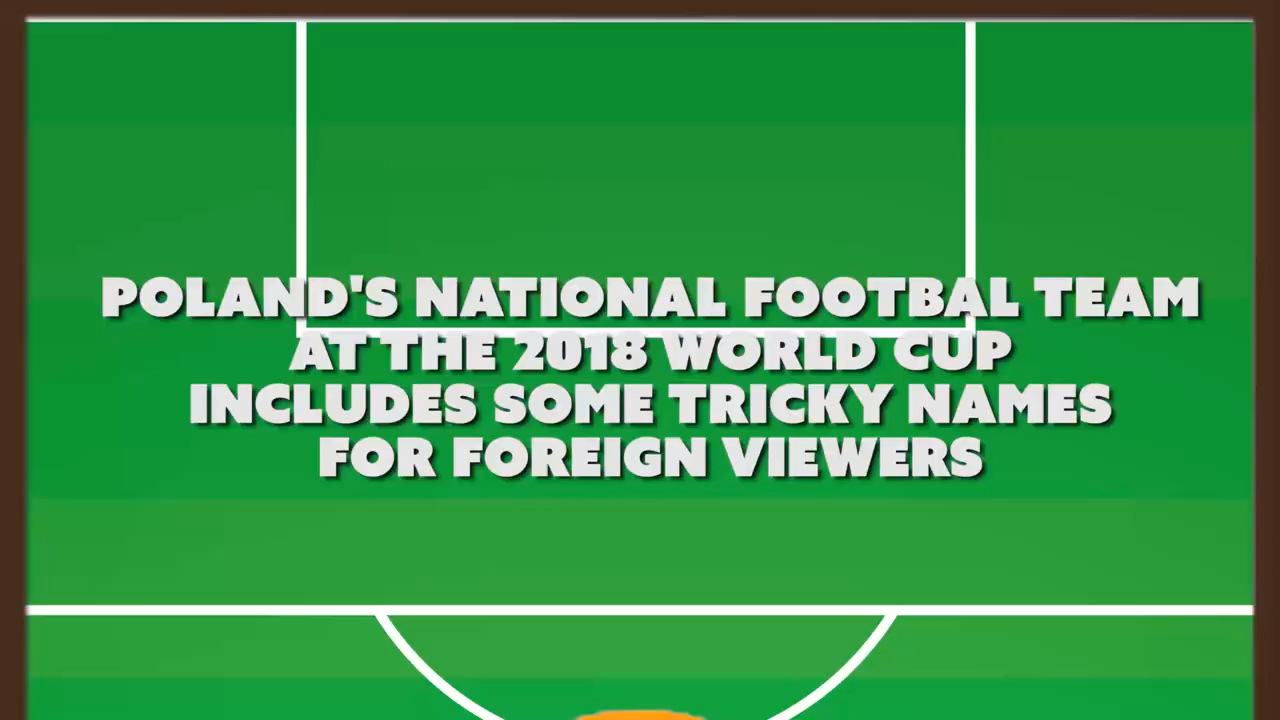 POLAND'S NATIONAL FOOTBAL TEAM
AT THE 2018 WORLD CUP
INCLUDES SOME TRICKY NAMES
FOR FOREIGN VIEWERS